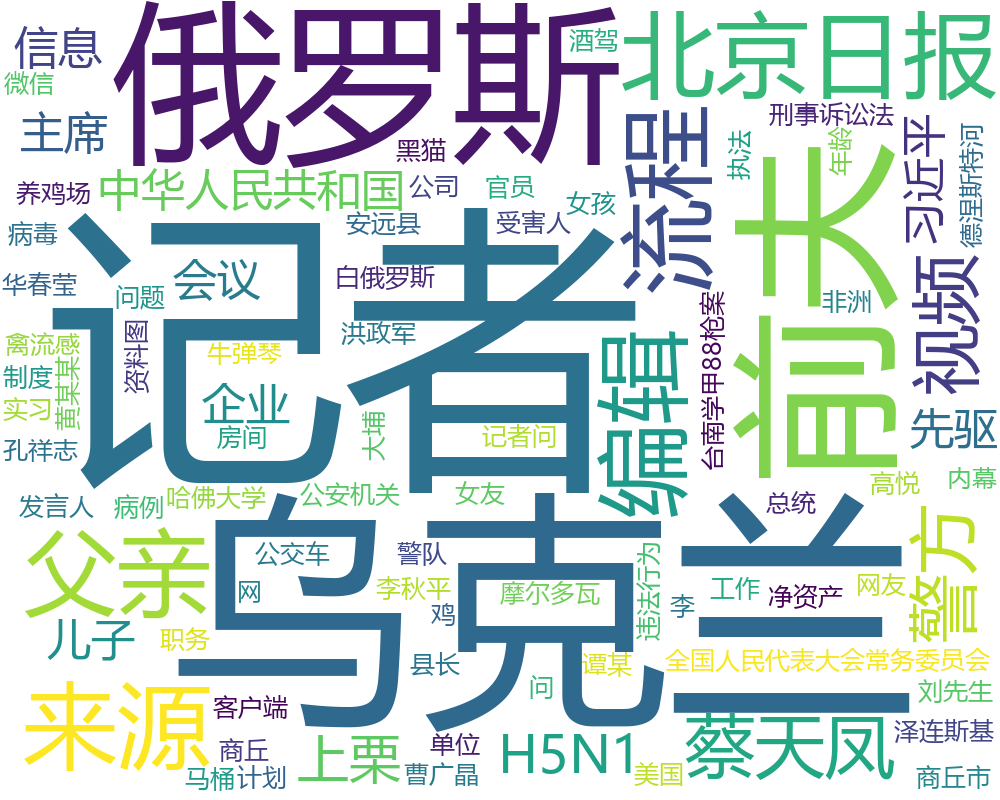 俄罗斯
北京日报
信息
酒驾
微信
主席
刑事诉讼法
黑猫
流程
执法
年龄
习近平
德涅斯特河
养鸡场
中华人民共和国
公司
官员
女孩
前夫
病毒
记者
安远县
受害人
华春莹
问题
会议
白俄罗斯
视频
台南学甲88枪案
非洲
禽流感
黄某某
资料图
牛弹琴
洪政军
编辑
制度
实习
企业
先驱
孔祥志
房间
大埔
记者问
高悦
内幕
发言人
病例
哈佛大学
公安机关
女友
总统
乌克兰
警方
父亲
公交车
警队
违法行为
网
李秋平
摩尔多瓦
李
工作
净资产
网友
鸡
儿子
职务
县长
谭某
全国人民代表大会常务委员会
来源
客户端
问
刘先生
商丘
上栗
单位
H5N1
蔡天凤
泽连斯基
马桶
计划
曹广晶
美国
商丘市